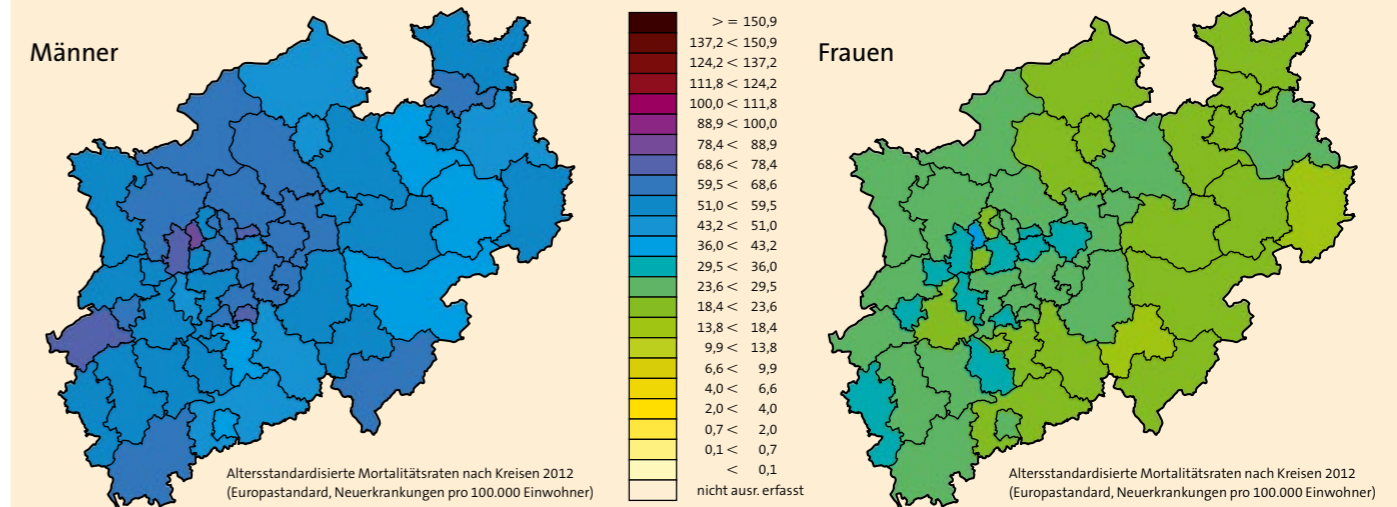 Männer
> = 150,9
137,2 < 150,9
124,2 < 137,2
111,8 < 124,2
100,0 < 111,8
88,9 < 100,0
78,4 < 88,9
68,6 < 78,4
59,5 < 68,6
51,0 < 59,5
43,2 < 51,0
36,0 < 43,2
29,5 < 36,0
23,6 < 29,5
18,4 < 23,6
13,8 < 18,4
9,9 < 13,8
6,6 < 9,9
4,0 < 6,6
2,0 < 4,0
0,7 < 2,0
0,1 < 0,7
< 0,1
nicht ausr. erfasst
Altersstandardisierte Mortalitätsraten nach Kreisen 2012
(Europastandard, Neuerkrankungen pro 100.000 Einwohner)
Frauen
Altersstandardisierte Mortalitätsraten nach Kreisen 2012
(Europastandard, Neuerkrankungen pro 100.000 Einwohner)